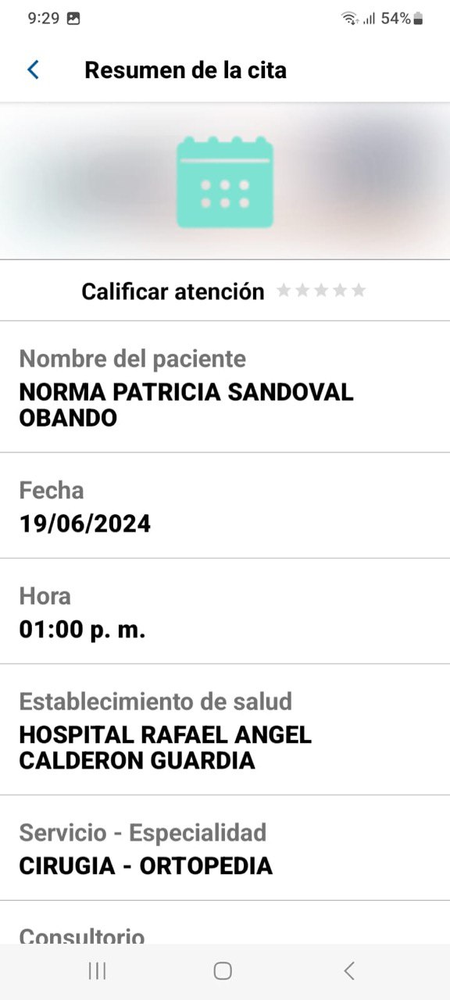 9:29 54%
Resumen de la cita
Calificar atención
Nombre del paciente
NORMA PATRICIA SANDOVAL
OBANDO
Fecha
19/06/2024
Hora
01:00 p. m.
Establecimiento de salud
HOSPITAL RAFAEL ANGEL
CALDERON GUARDIA
Servicio - Especialidad
CIRUGIA - ORTOPEDIA
Consultorio